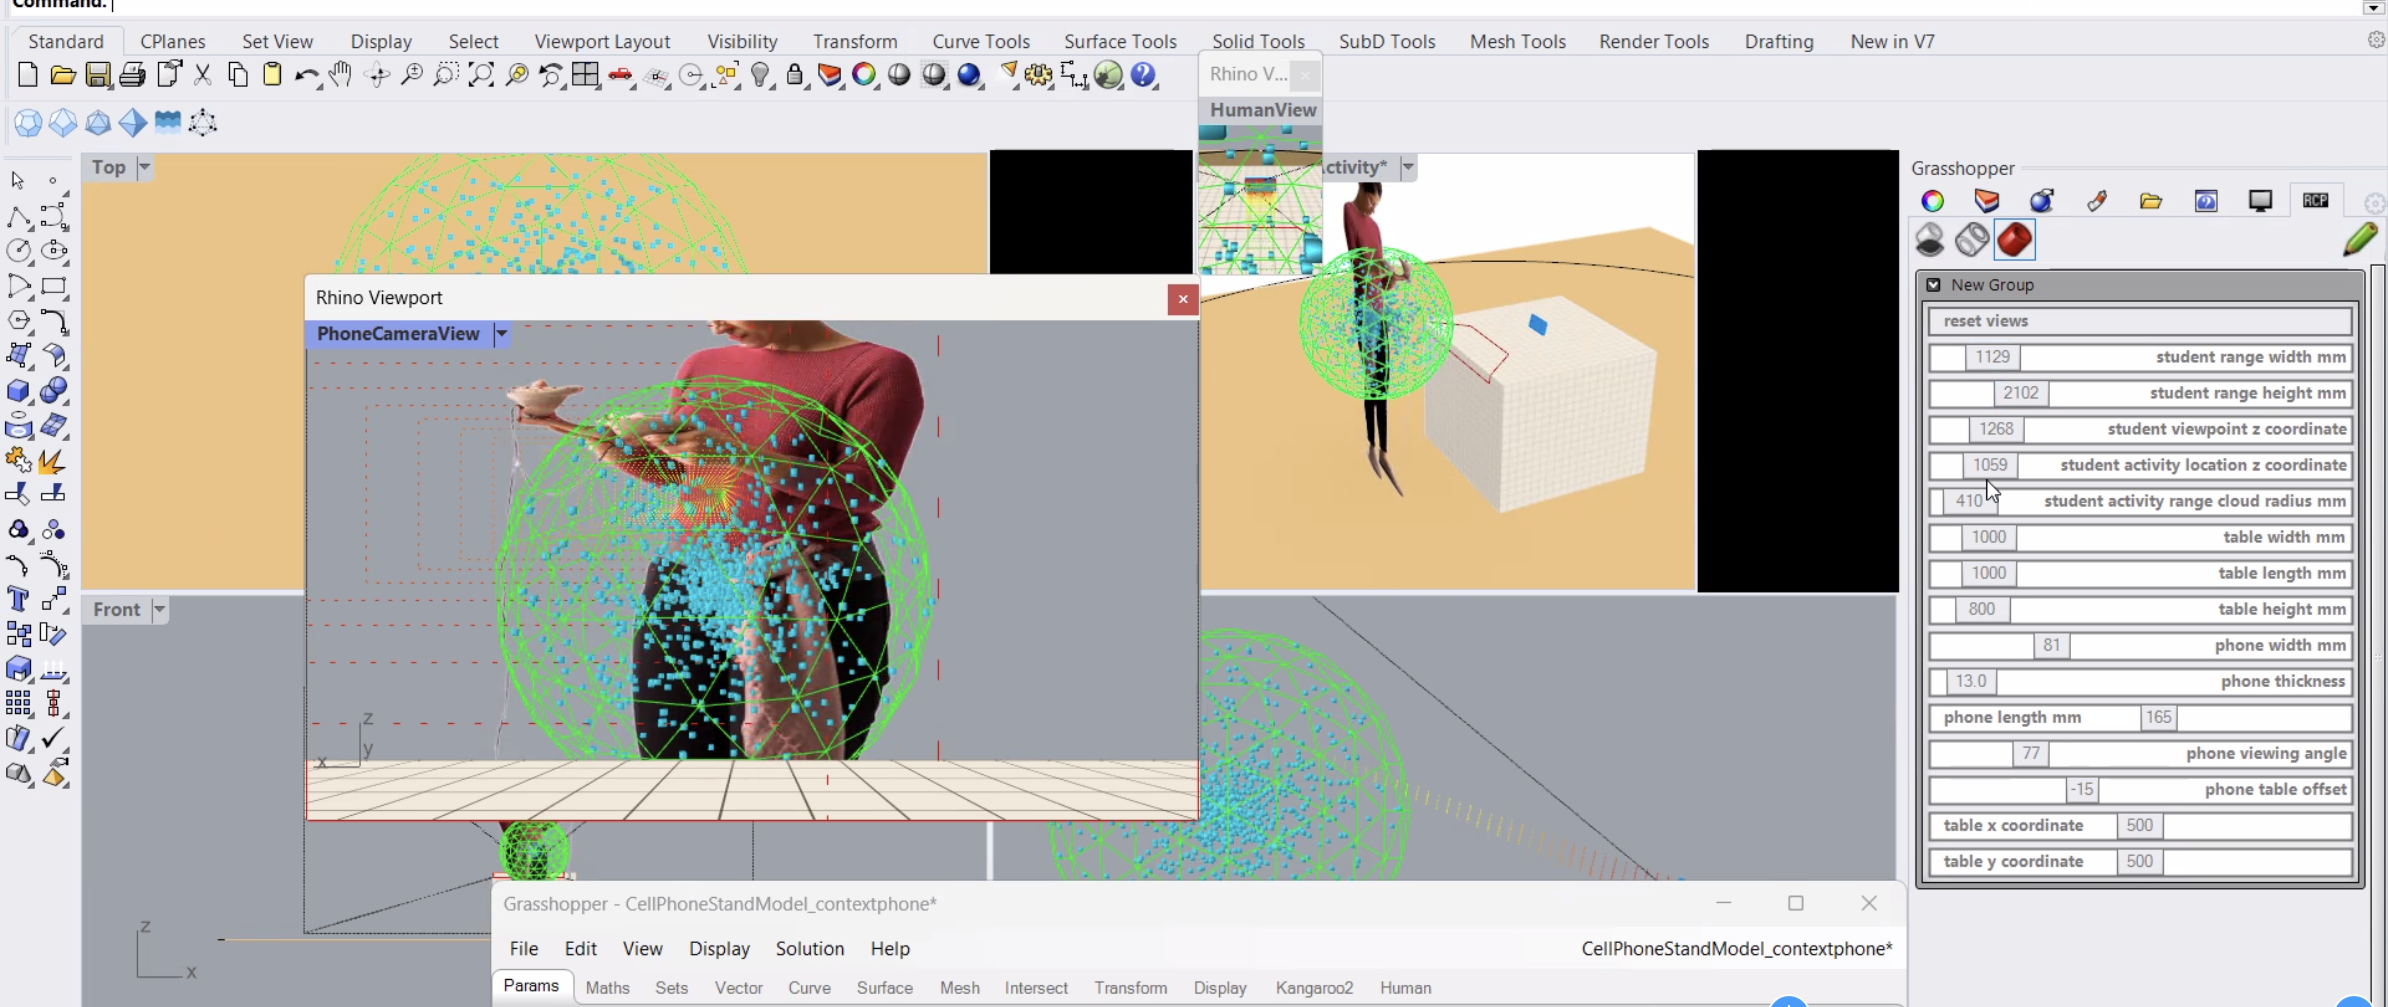 Command:
Standard CPlanes Set View Display Select Viewport Layout Visibility Transform Curve Tools Surface Tools Solid Tools SubD Tools Mesh Tools Render Tools Drafting New in V7
Rhino V...
HumanView
Top
ctivity*
Rhino Viewport
PhoneCameraView
z
y
x
Front
z
x
Grasshopper
RCP
New Group
reset views
1129 student range width mm
2102 student range height mm
1268 student viewpoint z coordinate
1059 student activity location z coordinate
410 student activity range cloud radius mm
1000 table width mm
1000 table length mm
800 table height mm
81 phone width mm
13.0 phone thickness
phone length mm 165
77 phone viewing angle
-15 phone table offset
table x coordinate 500
table y coordinate 500
Grasshopper - CellPhoneStandModel_contextphone*
File Edit View Display Solution Help CellPhoneStandModel_contextphone*
Params Maths Sets Vector Curve Surface Mesh Intersect Transform Display Kangaroo2 Human